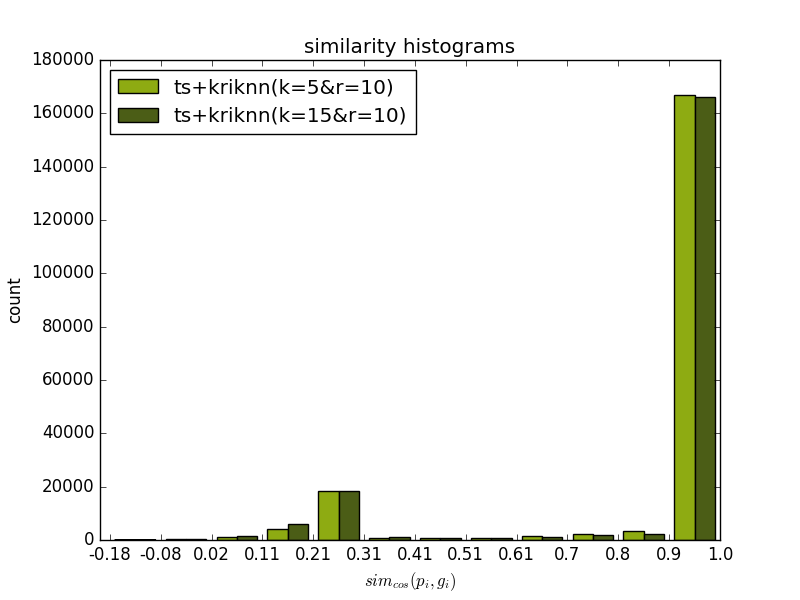 similarity histograms
180000
160000
140000
120000
100000
80000
60000
40000
20000
0
count
ts+kriknn(k=5&r=10)
ts+kriknn(k=15&r=10)
-0.18 -0.08 0.02 0.11 0.21 0.31 0.41 0.51 0.61 0.7 0.8 0.9 1.0
sim_cos(p_i, g_i)